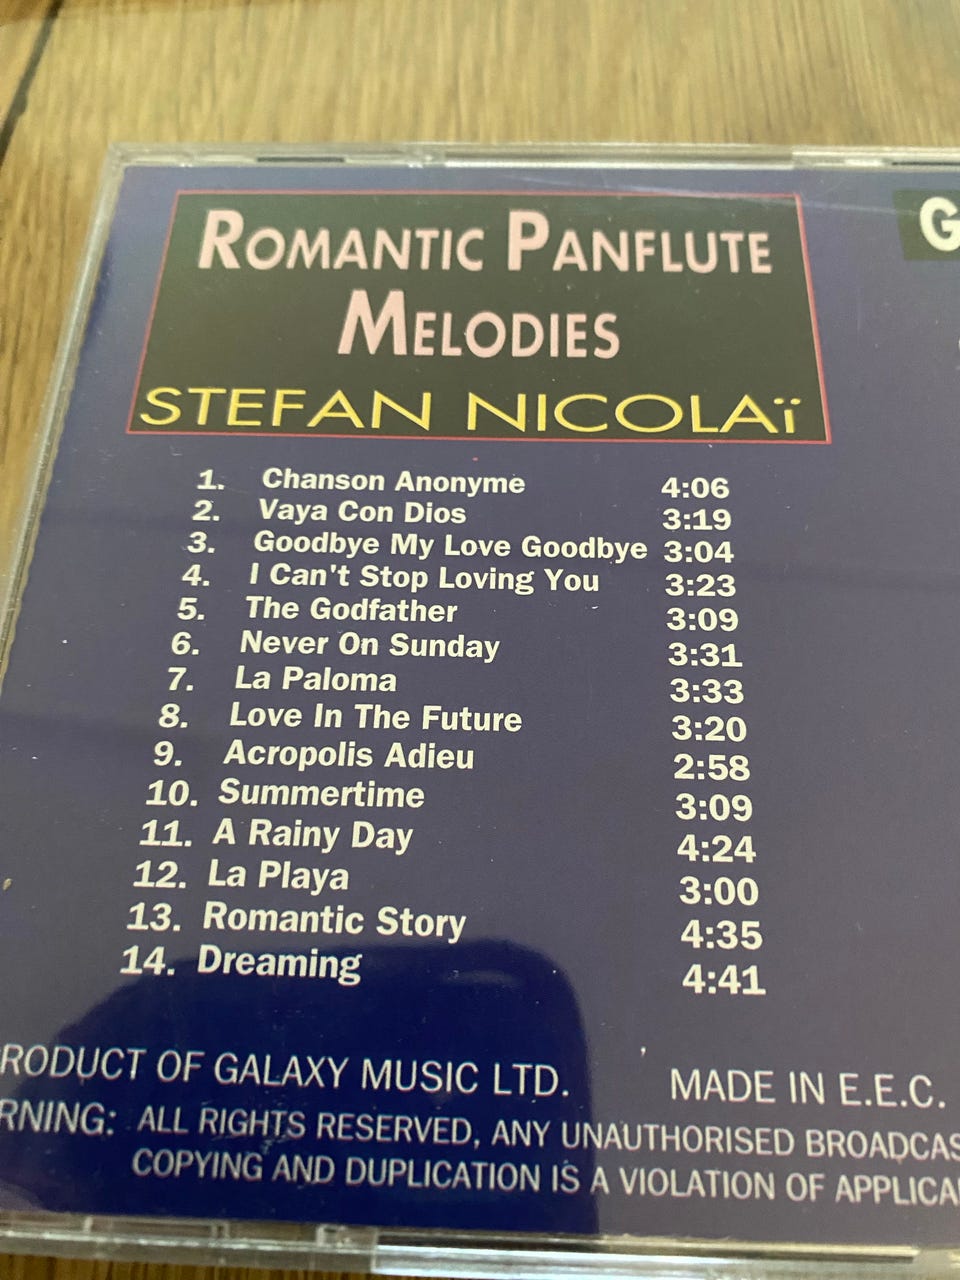 ROMANTIC PANFLUTE
MELODIES
STEFAN NICOLAï
G
1. Chanson Anonyme 4:06
2. Vaya Con Dios 3:19
3. Goodbye My Love Goodbye 3:04
4. I Can't Stop Loving You 3:23
5. The Godfather 3:09
6. Never On Sunday 3:31
7. La Paloma 3:33
8. Love In The Future 3:20
9. Acropolis Adieu 2:58
10. Summertime 3:09
11. A Rainy Day 4:24
12. La Playa 3:00
13. Romantic Story 4:35
14. Dreaming 4:41
RODUCT OF GALAXY MUSIC LTD. MADE IN E.E.C.
RNING: ALL RIGHTS RESERVED, ANY UNAUTHORISED BROADCAS
COPYING AND DUPLICATION IS A VIOLATION OF APPLICA